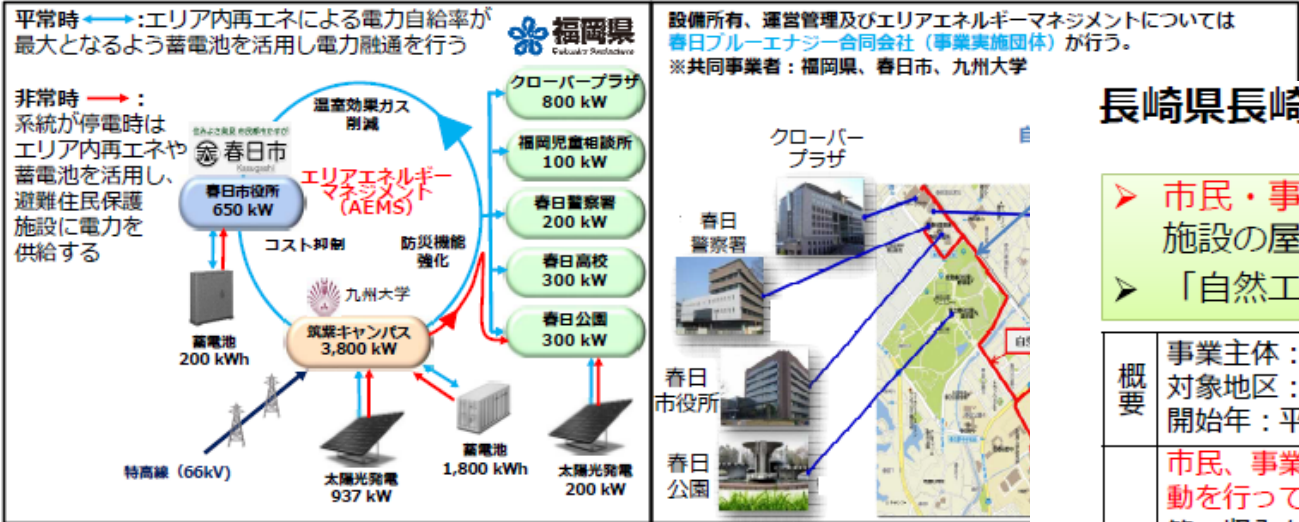 平常時 :エリア内再エネによる電力自給率が
最大となるよう蓄電池を活用し電力融通を行う
福岡県
非常時 :
系統が停電時は
エリア内再エネや
蓄電池を活用し、
避難住民保護
施設に電力を
供給する
温室効果ガス
削減
春日市
Kasugashi
春日市役所
650 kW
エリアエネルギー
マネジメント
(AEMS)
コスト抑制
防災機能
強化
九州大学
筑紫キャンパス
3,800 kW
蓄電池
200 kWh
特高線（66kV）
太陽光発電
937 kW
蓄電池
1,800 kWh
太陽光発電
200 kW
クローバープラザ
800 kW
福岡児童相談所
100 kW
春日警察署
200 kW
春日高校
300 kW
春日公園
300 kW
設備所有、運営管理及びエリアエネルギーマネジメントについては
春日ブルーエナジー合同会社（事業実施団体）が行う。
※共同事業者：福岡県、春日市、九州大学
クローバー
プラザ
春日
警察署
春日
市役所
春日
公園
長崎県長崎
➢ 市民・事
施設の屋
➢ 「自然エ
概要
事業主体：
対象地区：
開始年：平
市民、事業
動を行って